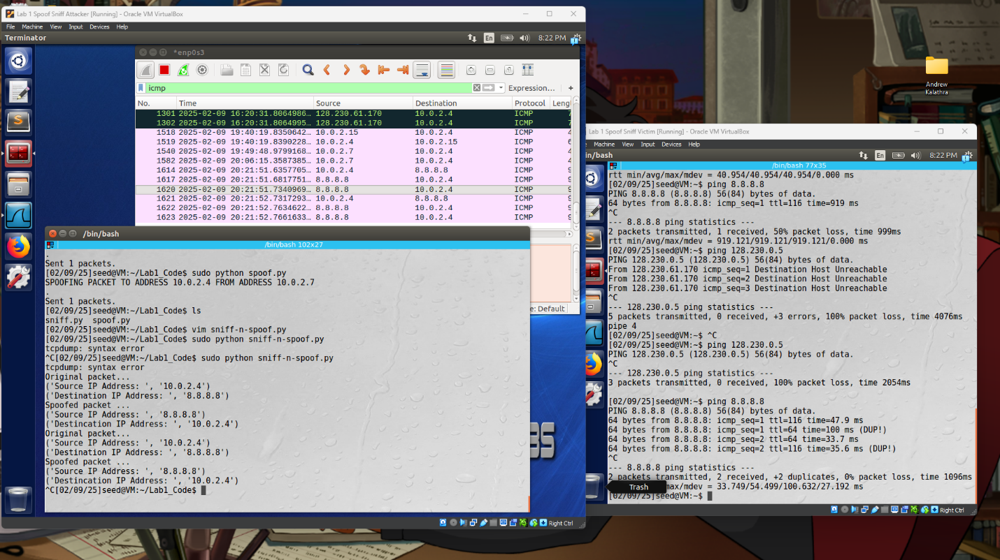 Lab 1 Spoof Sniff Attacker [Running] - Oracle VM VirtualBox
File Machine View Input Devices Help
Terminator
En
8:22 PM
*enp0s3
icmp
Expression…
+
No. Time Source Destination Protocol Leng
1301 2025-02-09 16:20:31.8064986… 128.230.61.170 10.0.2.4 ICMP
1302 2025-02-09 16:20:31.8064995… 128.230.61.170 10.0.2.4 ICMP
1518 2025-02-09 19:40:19.8350642… 10.0.2.15 10.0.2.4 ICMP 4
1519 2025-02-09 19:40:19.8390228… 10.0.2.4 10.0.2.15 ICMP 6
1540 2025-02-09 19:49:48.9799168… 10.0.2.7 10.0.2.4 ICMP 4
1582 2025-02-09 20:06:15.3587385… 10.0.2.7 10.0.2.4 ICMP 4
1614 2025-02-09 20:21:51.6357705… 10.0.2.4 8.8.8.8 ICMP 9
1617 2025-02-09 20:21:51.6817751… 8.8.8.8 10.0.2.4 ICMP 9
1620 2025-02-09 20:21:51.7340969… 8.8.8.8 10.0.2.4 ICMP 9
1621 2025-02-09 20:21:52.7317293… 10.0.2.4 8.8.8.8 ICMP 9
1622 2025-02-09 20:21:52.7634622… 8.8.8.8 10.0.2.4 ICMP 9
1623 2025-02-09 20:21:52.7661633… 8.8.8.8 10.0.2.4 ICMP 9
e: Default
/bin/bash
/bin/bash 102x27
.
Sent 1 packets.
[02/09/25]seed@VM:~/Lab1_Code$ sudo python spoof.py
SPOOFING PACKET TO ADDRESS 10.0.2.4 FROM ADDRESS 10.0.2.7
.
Sent 1 packets.
[02/09/25]seed@VM:~/Lab1_Code$ ls
sniff.py  spoof.py
[02/09/25]seed@VM:~/Lab1_Code$ vim sniff-n-spoof.py
[02/09/25]seed@VM:~/Lab1_Code$ sudo python sniff-n-spoof.py
tcpdump: syntax error
^C[02/09/25]seed@VM:~/Lab1_Code$ sudo python sniff-n-spoof.py
tcpdump: syntax error
Original packet...
('Source IP Address: ', '10.0.2.4')
('Destination IP Address: ', '8.8.8.8')
Spoofed packet ...
('Source IP Address: ', '8.8.8.8')
('Destincation IP Address: ', '10.0.2.4')
Original packet...
('Source IP Address: ', '10.0.2.4')
('Destination IP Address: ', '8.8.8.8')
Spoofed packet ...
('Source IP Address: ', '8.8.8.8')
('Destincation IP Address: ', '10.0.2.4')
^C[02/09/25]seed@VM:~/Lab1_Code$
Right Ctrl
Andrew
Kalathra
Lab 1 Spoof Sniff Victim [Running] - Oracle VM VirtualBox
Machine View Input Devices Help
in/bash
En
8:22 PM
/bin/bash 77x35
rtt min/avg/max/mdev = 40.954/40.954/40.954/0.000 ms
[02/09/25]seed@VM:~$ ping 8.8.8.8
PING 8.8.8.8 (8.8.8.8) 56(84) bytes of data.
64 bytes from 8.8.8.8: icmp_seq=1 ttl=116 time=919 ms
^C
--- 8.8.8.8 ping statistics ---
2 packets transmitted, 1 received, 50% packet loss, time 999ms
rtt min/avg/max/mdev = 919.121/919.121/919.121/0.000 ms
[02/09/25]seed@VM:~$ ping 128.230.0.5
PING 128.230.0.5 (128.230.0.5) 56(84) bytes of data.
From 128.230.61.170 icmp_seq=1 Destination Host Unreachable
From 128.230.61.170 icmp_seq=2 Destination Host Unreachable
From 128.230.61.170 icmp_seq=3 Destination Host Unreachable
^C
--- 128.230.0.5 ping statistics ---
5 packets transmitted, 0 received, +3 errors, 100% packet loss, time 4076ms
pipe 4
[02/09/25]seed@VM:~$ ^C
[02/09/25]seed@VM:~$ ping 128.230.0.5
PING 128.230.0.5 (128.230.0.5) 56(84) bytes of data.
^C
--- 128.230.0.5 ping statistics ---
3 packets transmitted, 0 received, 100% packet loss, time 2054ms
[02/09/25]seed@VM:~$ ping 8.8.8.8
PING 8.8.8.8 (8.8.8.8) 56(84) bytes of data.
64 bytes from 8.8.8.8: icmp_seq=1 ttl=116 time=47.9 ms
64 bytes from 8.8.8.8: icmp_seq=1 ttl=64 time=100 ms (DUP!)
64 bytes from 8.8.8.8: icmp_seq=2 ttl=64 time=33.7 ms
64 bytes from 8.8.8.8: icmp_seq=2 ttl=116 time=35.6 ms (DUP!)
^C
--- 8.8.8.8 ping statistics ---
2 packets transmitted, 2 received, +2 duplicates, 0% packet loss, time 1096ms
Trash
max/mdev = 33.749/54.499/100.632/27.192 ms
[02/09/25]seed@VM:~$
Right Ctrl